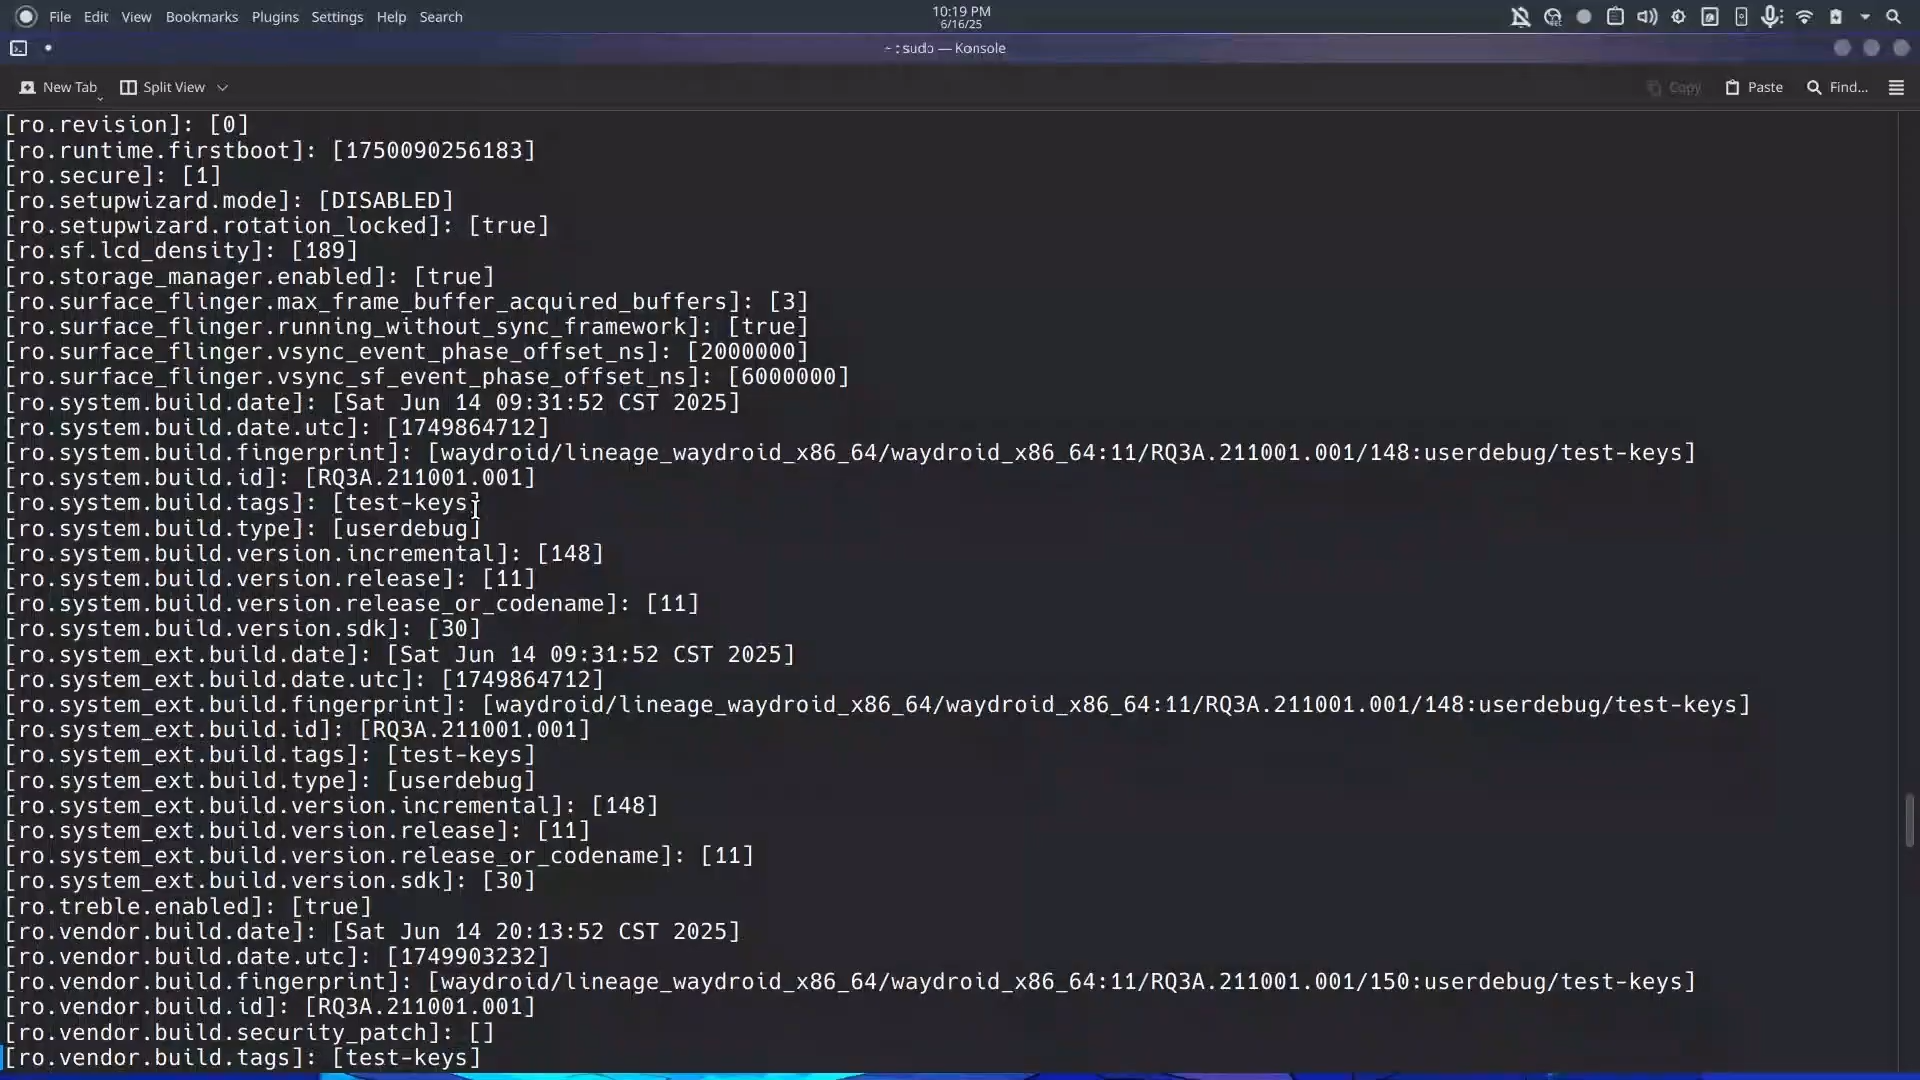 File Edit View Bookmarks Plugins Settings Help Search
10:19 PM
6/16/25
~ : sudo — Konsole
New Tab Split View Copy Paste Find...
[ro.revision]: [0]
[ro.runtime.firstboot]: [1750090256183]
[ro.secure]: [1]
[ro.setupwizard.mode]: [DISABLED]
[ro.setupwizard.rotation_locked]: [true]
[ro.sf.lcd_density]: [189]
[ro.storage_manager.enabled]: [true]
[ro.surface_flinger.max_frame_buffer_acquired_buffers]: [3]
[ro.surface_flinger.running_without_sync_framework]: [true]
[ro.surface_flinger.vsync_event_phase_offset_ns]: [2000000]
[ro.surface_flinger.vsync_sf_event_phase_offset_ns]: [6000000]
[ro.system.build.date]: [Sat Jun 14 09:31:52 CST 2025]
[ro.system.build.date.utc]: [1749864712]
[ro.system.build.fingerprint]: [waydroid/lineage_waydroid_x86_64/waydroid_x86_64:11/RQ3A.211001.001/148:userdebug/test-keys]
[ro.system.build.id]: [RQ3A.211001.001]
[ro.system.build.tags]: [test-keys]
[ro.system.build.type]: [userdebug]
[ro.system.build.version.incremental]: [148]
[ro.system.build.version.release]: [11]
[ro.system.build.version.release_or_codename]: [11]
[ro.system.build.version.sdk]: [30]
[ro.system_ext.build.date]: [Sat Jun 14 09:31:52 CST 2025]
[ro.system_ext.build.date.utc]: [1749864712]
[ro.system_ext.build.fingerprint]: [waydroid/lineage_waydroid_x86_64/waydroid_x86_64:11/RQ3A.211001.001/148:userdebug/test-keys]
[ro.system_ext.build.id]: [RQ3A.211001.001]
[ro.system_ext.build.tags]: [test-keys]
[ro.system_ext.build.type]: [userdebug]
[ro.system_ext.build.version.incremental]: [148]
[ro.system_ext.build.version.release]: [11]
[ro.system_ext.build.version.release_or_codename]: [11]
[ro.system_ext.build.version.sdk]: [30]
[ro.treble.enabled]: [true]
[ro.vendor.build.date]: [Sat Jun 14 20:13:52 CST 2025]
[ro.vendor.build.date.utc]: [1749903232]
[ro.vendor.build.fingerprint]: [waydroid/lineage_waydroid_x86_64/waydroid_x86_64:11/RQ3A.211001.001/150:userdebug/test-keys]
[ro.vendor.build.id]: [RQ3A.211001.001]
[ro.vendor.build.security_patch]: []
[ro.vendor.build.tags]: [test-keys]